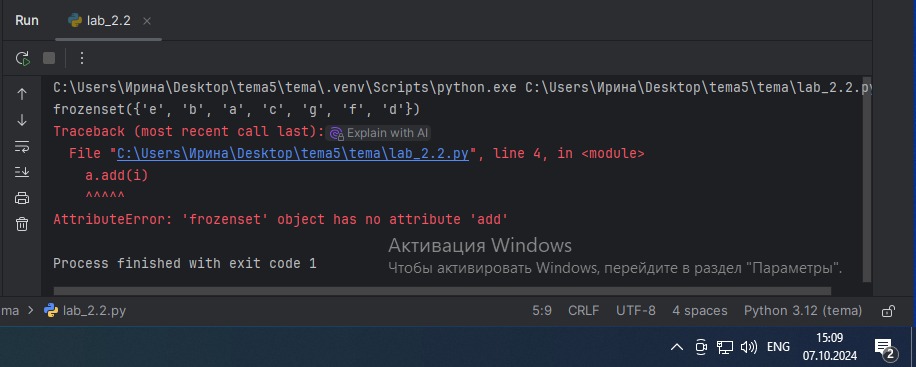 Run lab_2.2
C:\Users\Ирина\Desktop\tema5\tema\.venv\Scripts\python.exe C:\Users\Ирина\Desktop\tema5\tema\lab_2.2.py
frozenset({'e', 'b', 'a', 'c', 'g', 'f', 'd'})
Traceback (most recent call last): Explain with AI
File "C:\Users\Ирина\Desktop\tema5\tema\lab_2.2.py", line 4, in <module>
a.add(i)
^^^^^
AttributeError: 'frozenset' object has no attribute 'add'
Активация Windows
Process finished with exit code 1
Чтобы активировать Windows, перейдите в раздел "Параметры".
ma > lab_2.2.py 5:9 CRLF UTF-8 4 spaces Python 3.12 (tema)
15:09
ENG
07.10.2024
2